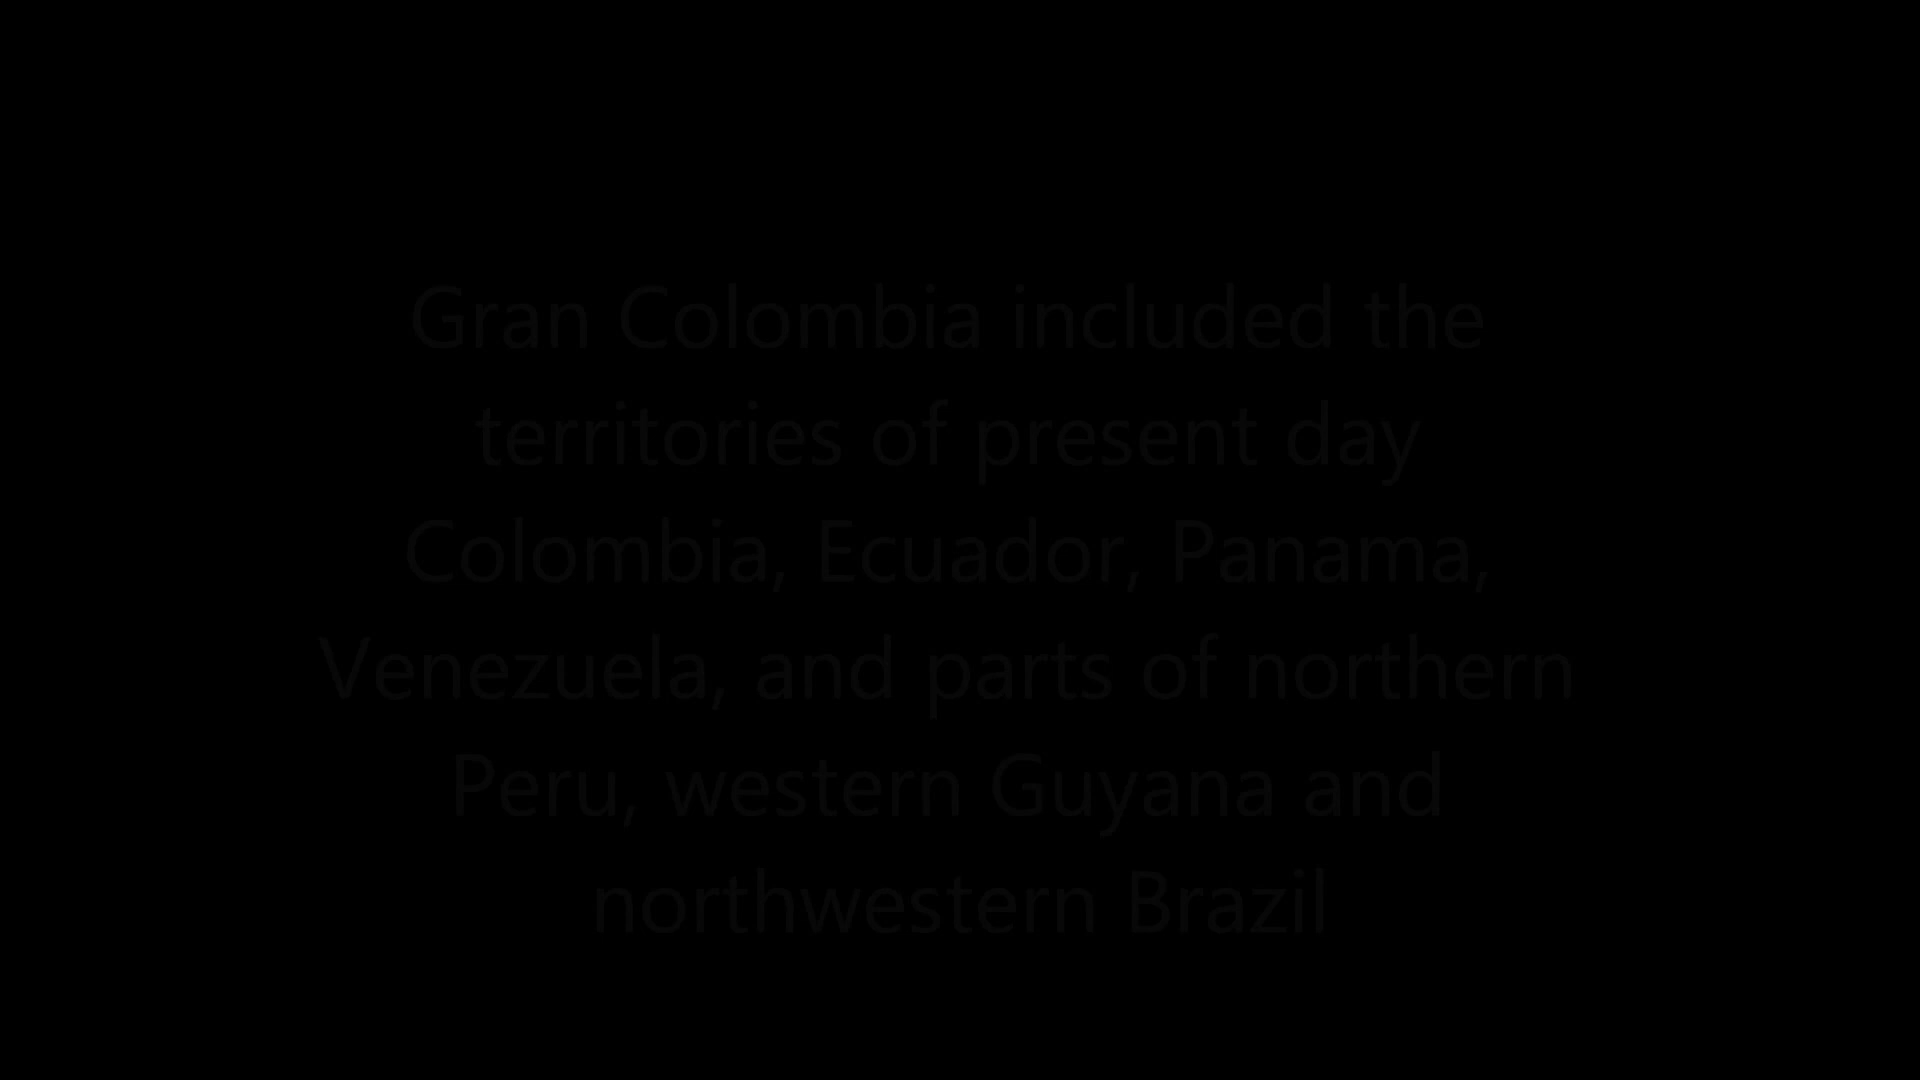 Gran Colombia included the
territories of present day
Colombia, Ecuador, Panama,
Venezuela, and parts of northern
Peru, western Guyana and
northwestern Brazil